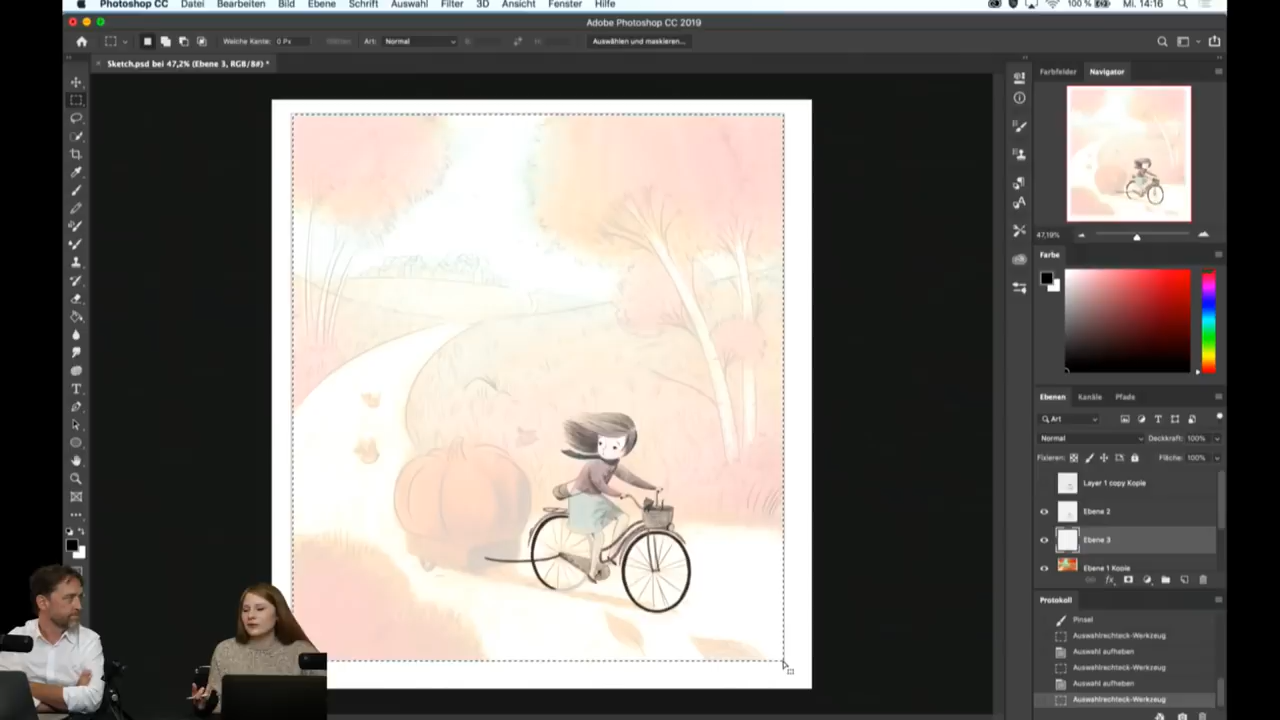 Photoshop CC Datei Bearbeiten Bild Ebene Schrift Auswahl Filter 3D Ansicht Fenster Hilfe 100 % Mi. 14:16
Adobe Photoshop CC 2019
Weiche Kante: 0 Px Art: Normal Auswählen und maskieren...
Sketch.psd bei 47,2% (Ebene 3, RGB/8#) *
Farbfelder Navigator
47,19%
Farbe
Ebenen Kanäle Pfade
Art
Normal Deckkraft: 100%
Fixieren: Fläche: 100%
Layer 1 copy Kopie
Ebene 2
Ebene 3
Ebene 1 Kopie
Protokoll
Pinsel
Auswahlrechteck-Werkzeug
Auswahl aufheben
Auswahlrechteck-Werkzeug
Auswahl aufheben
Auswahlrechteck-Werkzeug